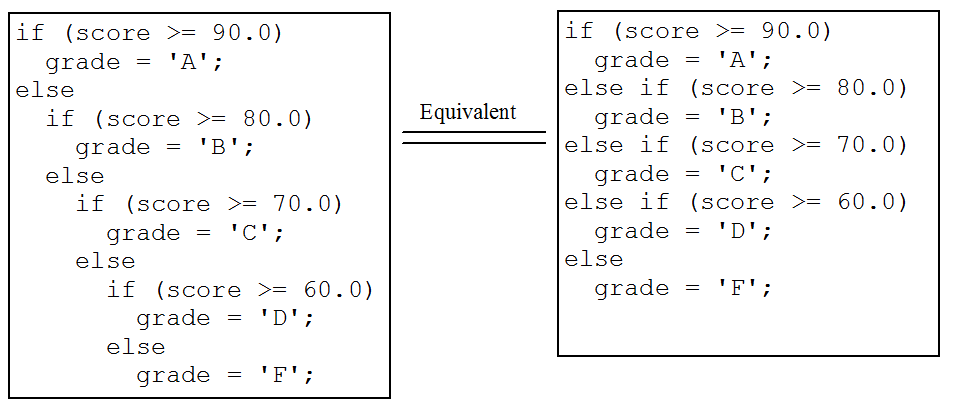 if (score >= 90.0)
  grade = 'A';
else
  if (score >= 80.0)
    grade = 'B';
  else
    if (score >= 70.0)
      grade = 'C';
    else
      if (score >= 60.0)
        grade = 'D';
      else
        grade = 'F';
Equivalent
if (score >= 90.0)
  grade = 'A';
else if (score >= 80.0)
  grade = 'B';
else if (score >= 70.0)
  grade = 'C';
else if (score >= 60.0)
  grade = 'D';
else
  grade = 'F';